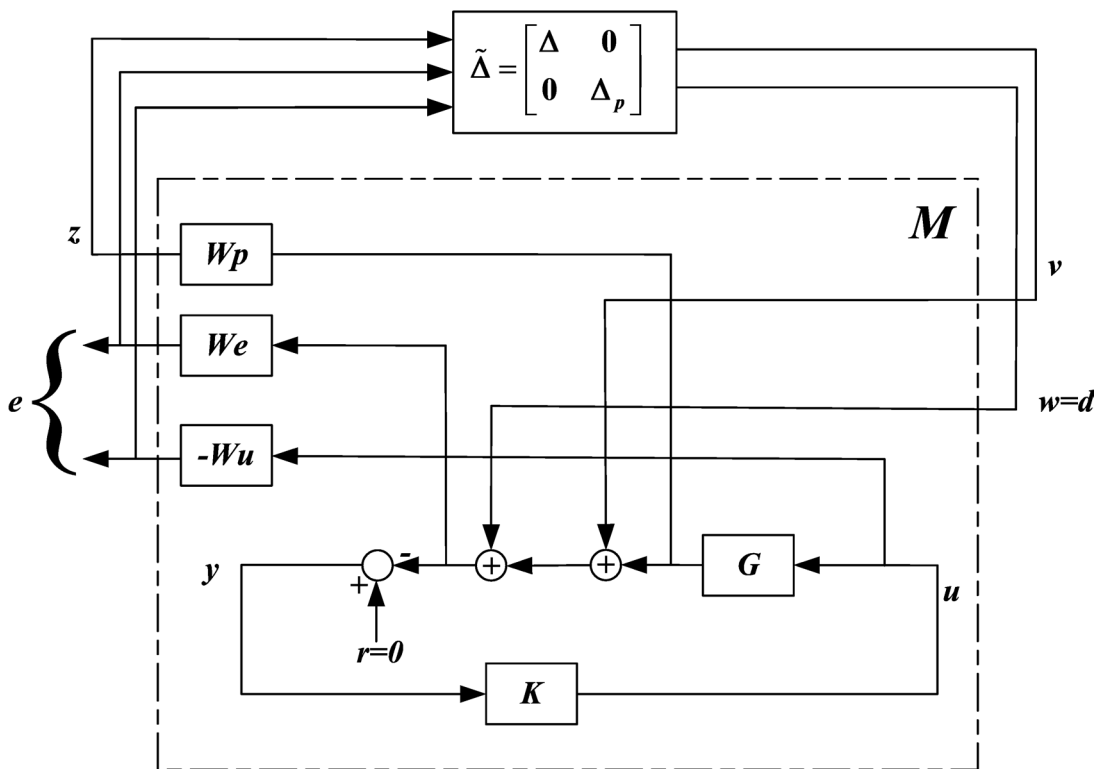 Δ̃ = [Δ 0
0 Δp]
M
z
Wp
v
We
e {
w=d
-Wu
y
-
+
+
+
G
u
r=0
K